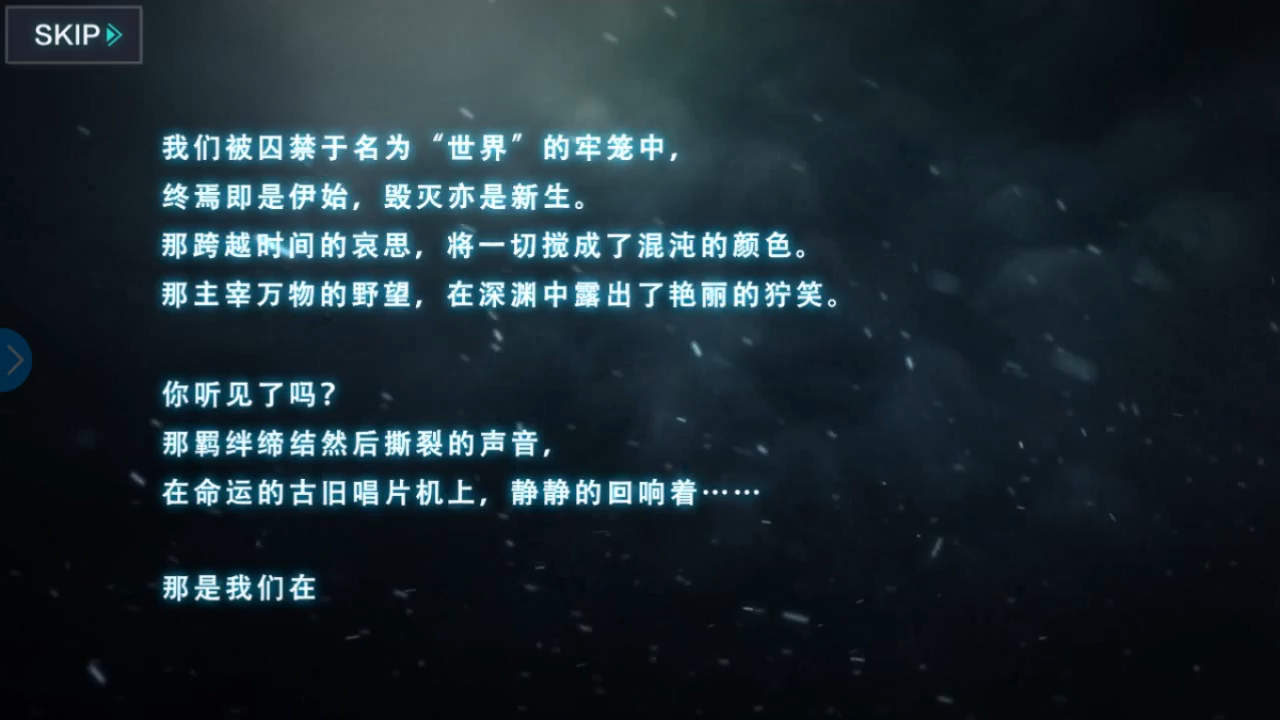 SKIP
我们被囚禁于名为“世界”的牢笼中，
终焉即是伊始，毁灭亦是新生。
那跨越时间的哀思，将一切搅成了混沌的颜色。
那主宰万物的野望，在深渊中露出了艳丽的狞笑。
你听见了吗？
那羁绊缔结然后撕裂的声音，
在命运的古旧唱片机上，静静的回响着……
那是我们在